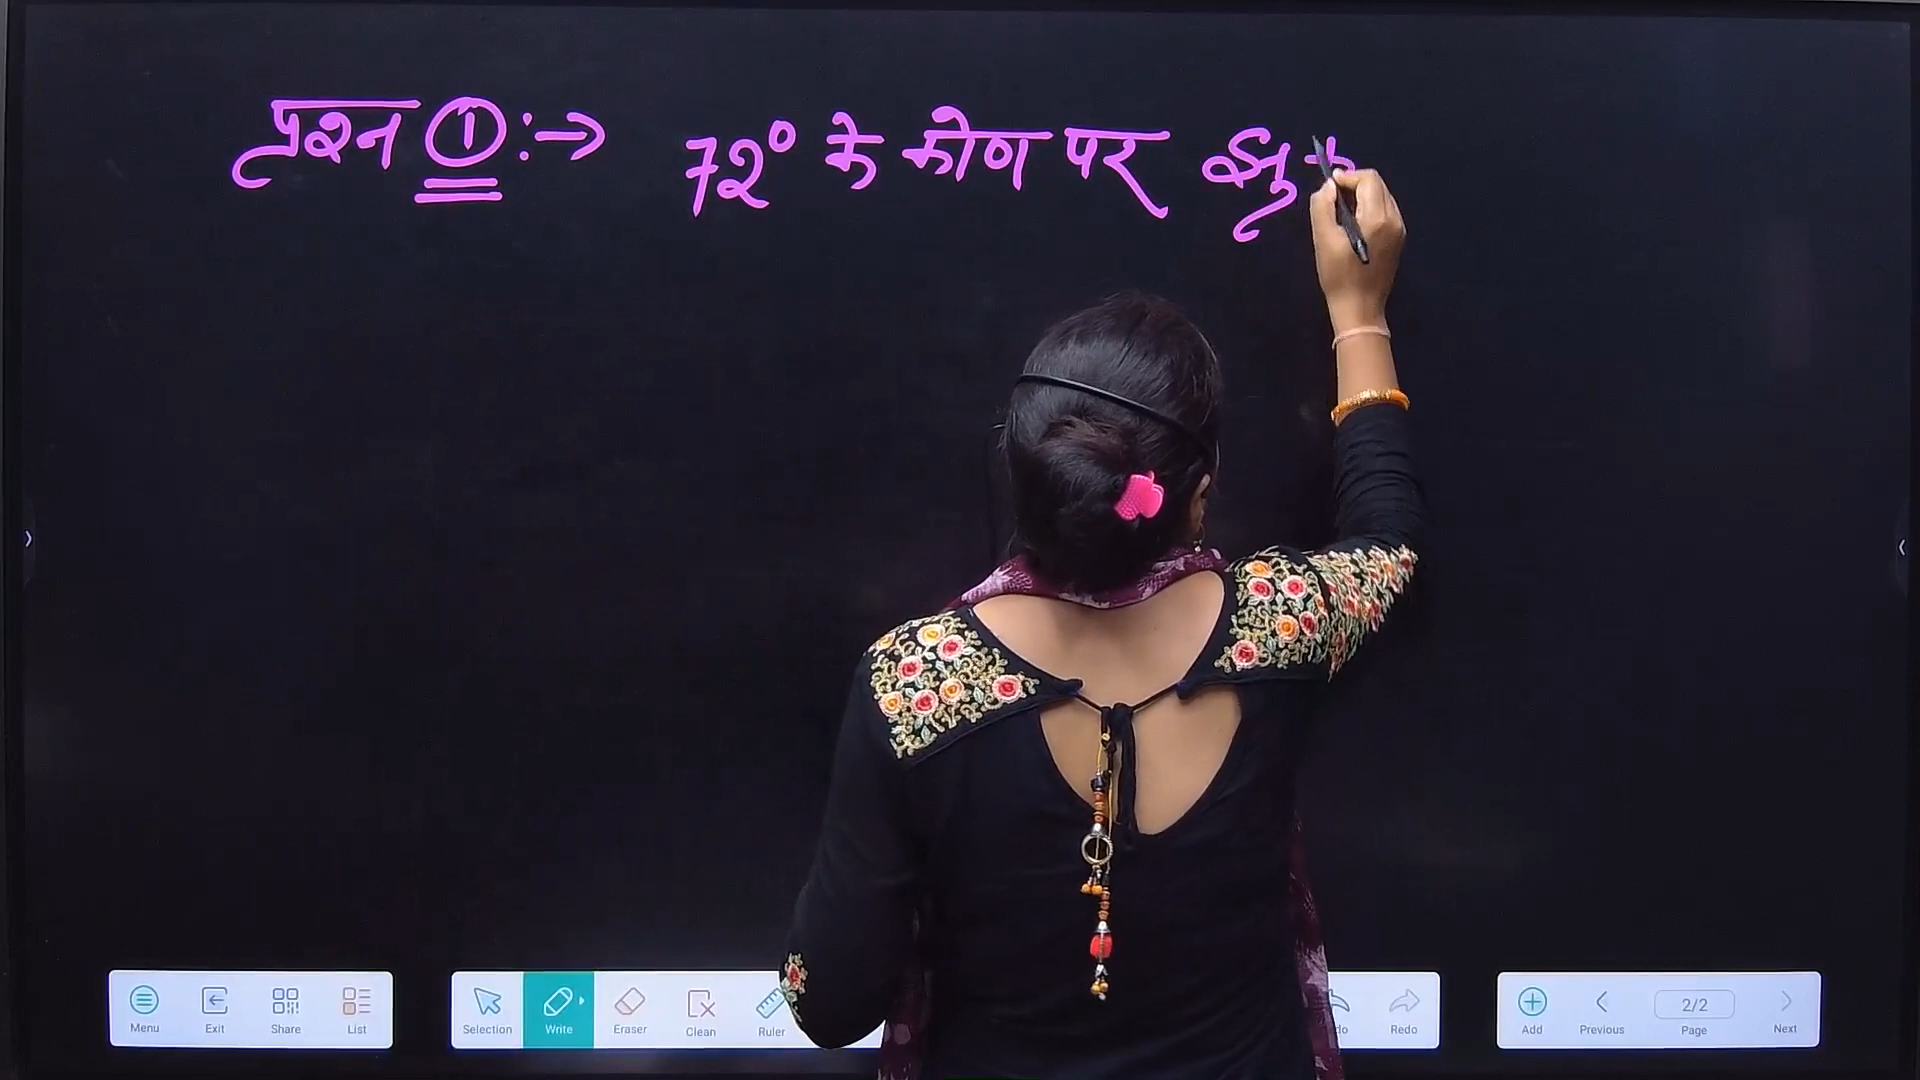 प्रश्न ① :→ 72° के कोण पर झु
Menu Exit Share List Selection Write Eraser Clean Ruler Redo Add Previous 2/2 Page Next